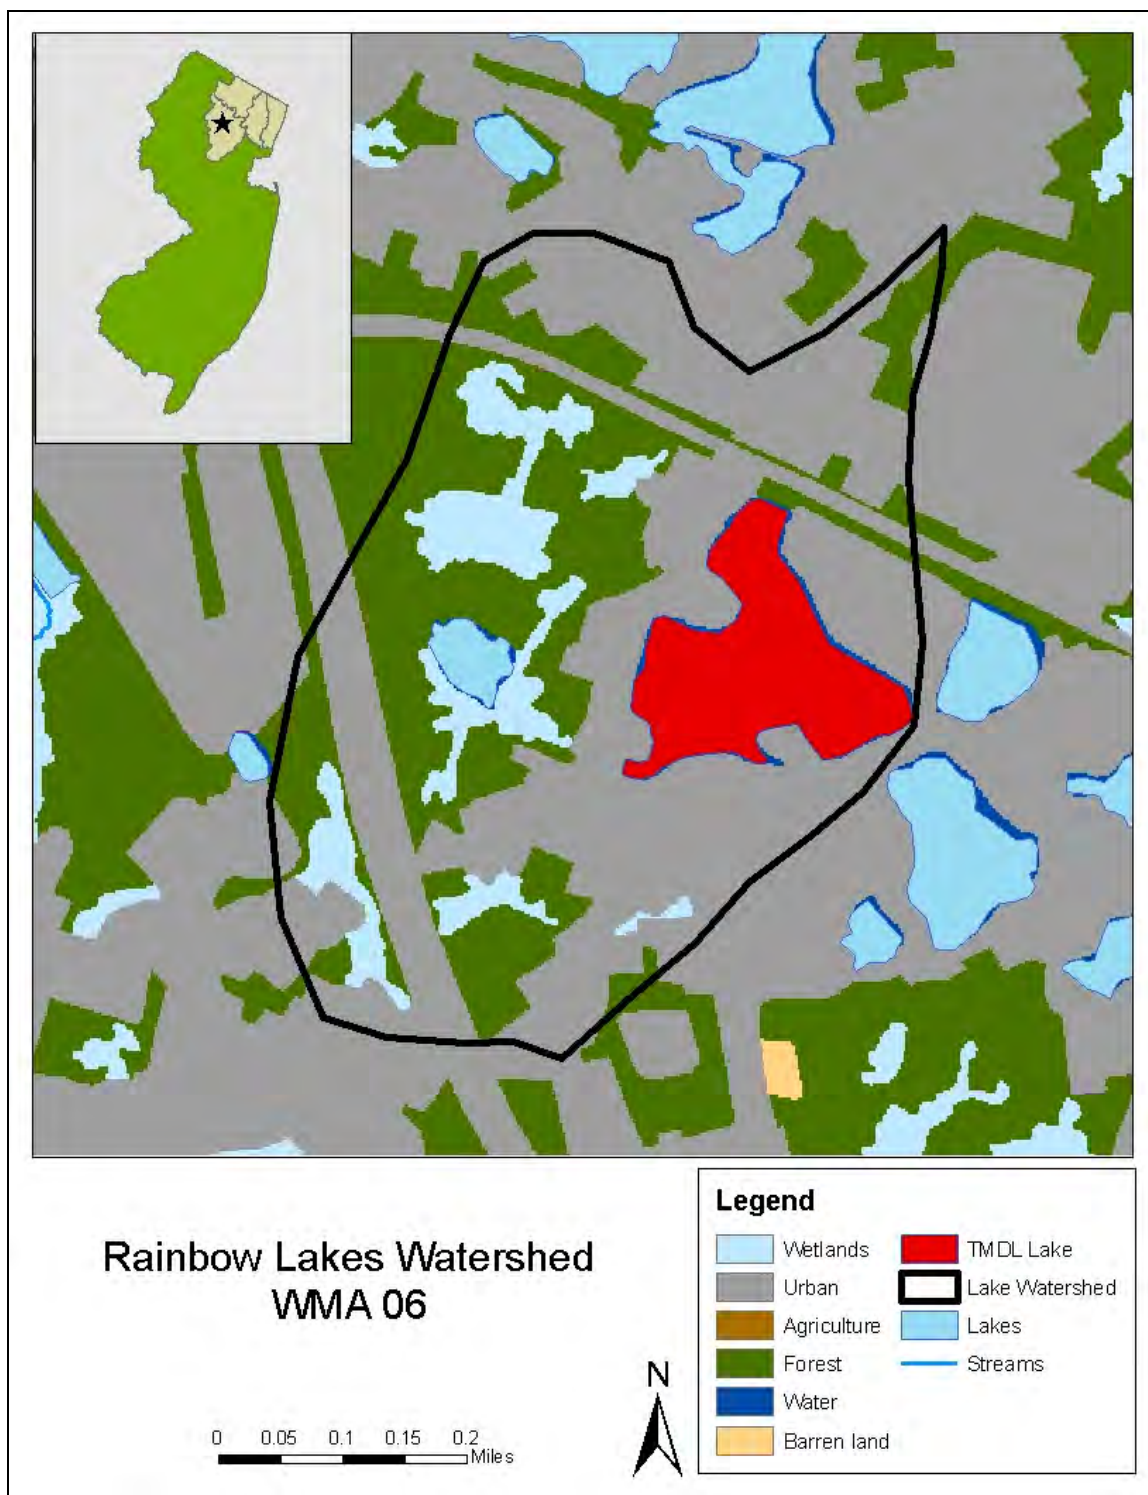 Rainbow Lakes Watershed
WMA 06
0 0.05 0.1 0.15 0.2
Miles
N
Legend
Wetlands
Urban
Agriculture
Forest
Water
Barren land
TMDL Lake
Lake Watershed
Lakes
Streams